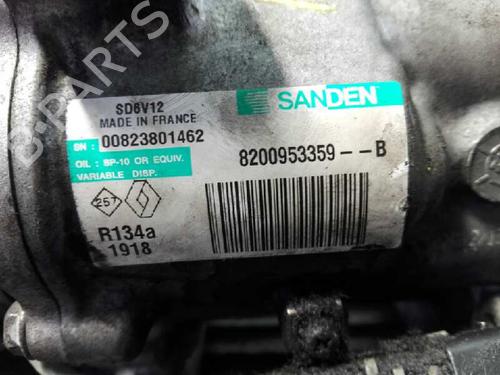 SD6V12
MADE IN FRANCE
SANDEN
SN : 00823801462
OIL : SP-10 OR EQUIV.
VARIABLE DISP.
8200953359--B
257
R134a
1918
B-PARTS